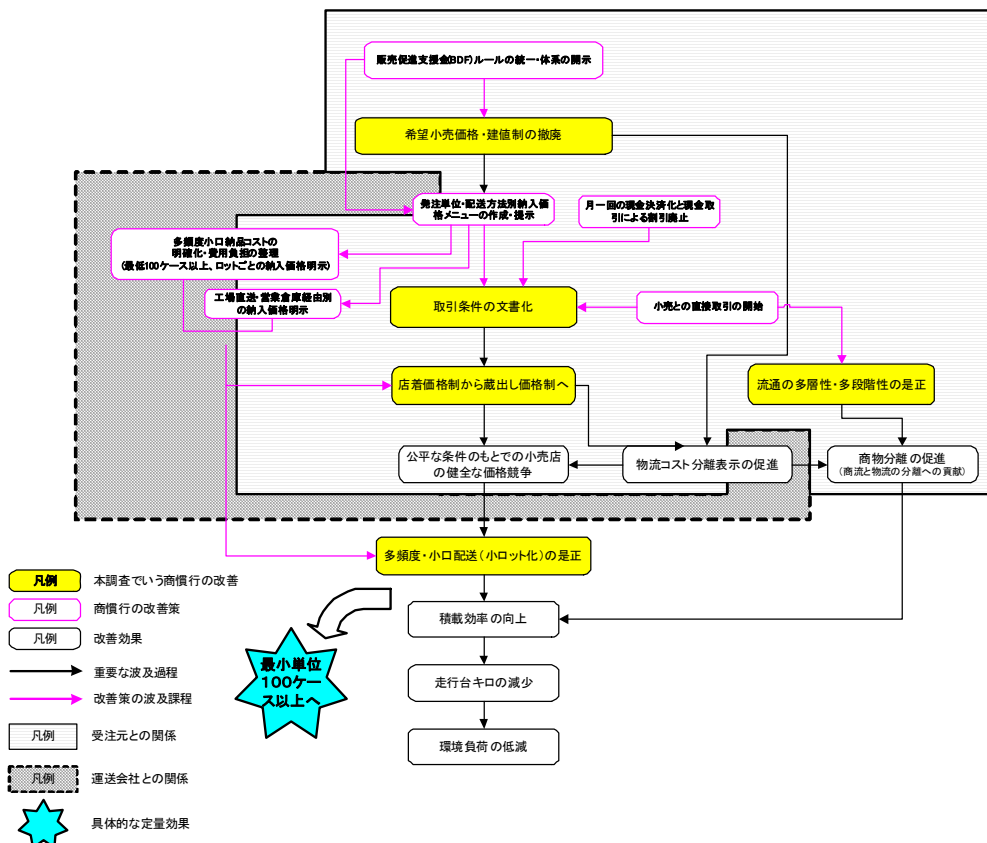 販売促進支援金(BDF)ルールの統一・体系の開示
希望小売価格・建値制の撤廃
発注単位・配送方法別納入価
格メニューの作成・提示
月一回の現金決済化と現金取
引による割引廃止
多頻度小口納品コストの
明確化・費用負担の整理
(最低100ケース以上、ロットごとの納入価格明示)
工場直送・営業倉庫経由別
の納入価格明示
取引条件の文書化
小売との直接取引の開始
店着価格制から蔵出し価格制へ
流通の多層性・多段階性の是正
公平な条件のもとでの小売店
の健全な価格競争
物流コスト分離表示の促進
商物分離の促進
(商流と物流の分離への貢献)
多頻度・小口配送(小ロット化)の是正
積載効率の向上
走行台キロの減少
環境負荷の低減
最小単位
100ケー
ス以上へ
凡例 本調査でいう商慣行の改善
凡例 商慣行の改善策
凡例 改善効果
重要な波及過程
改善策の波及課程
凡例 受注元との関係
凡例 運送会社との関係
具体的な定量効果